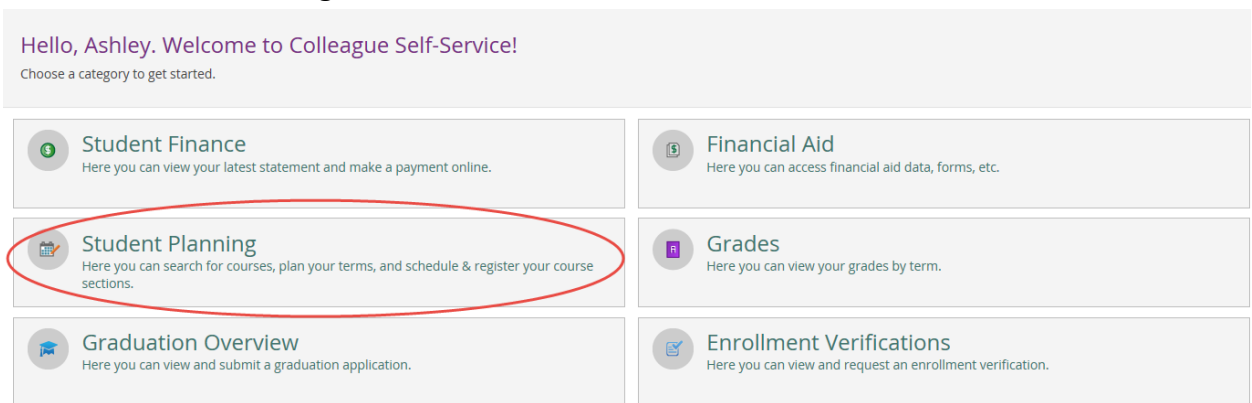 Hello, Ashley. Welcome to Colleague Self-Service!
Choose a category to get started.
Student Finance
Here you can view your latest statement and make a payment online.
Financial Aid
Here you can access financial aid data, forms, etc.
Student Planning
Here you can search for courses, plan your terms, and schedule & register your course
sections.
Grades
Here you can view your grades by term.
Graduation Overview
Here you can view and submit a graduation application.
Enrollment Verifications
Here you can view and request an enrollment verification.